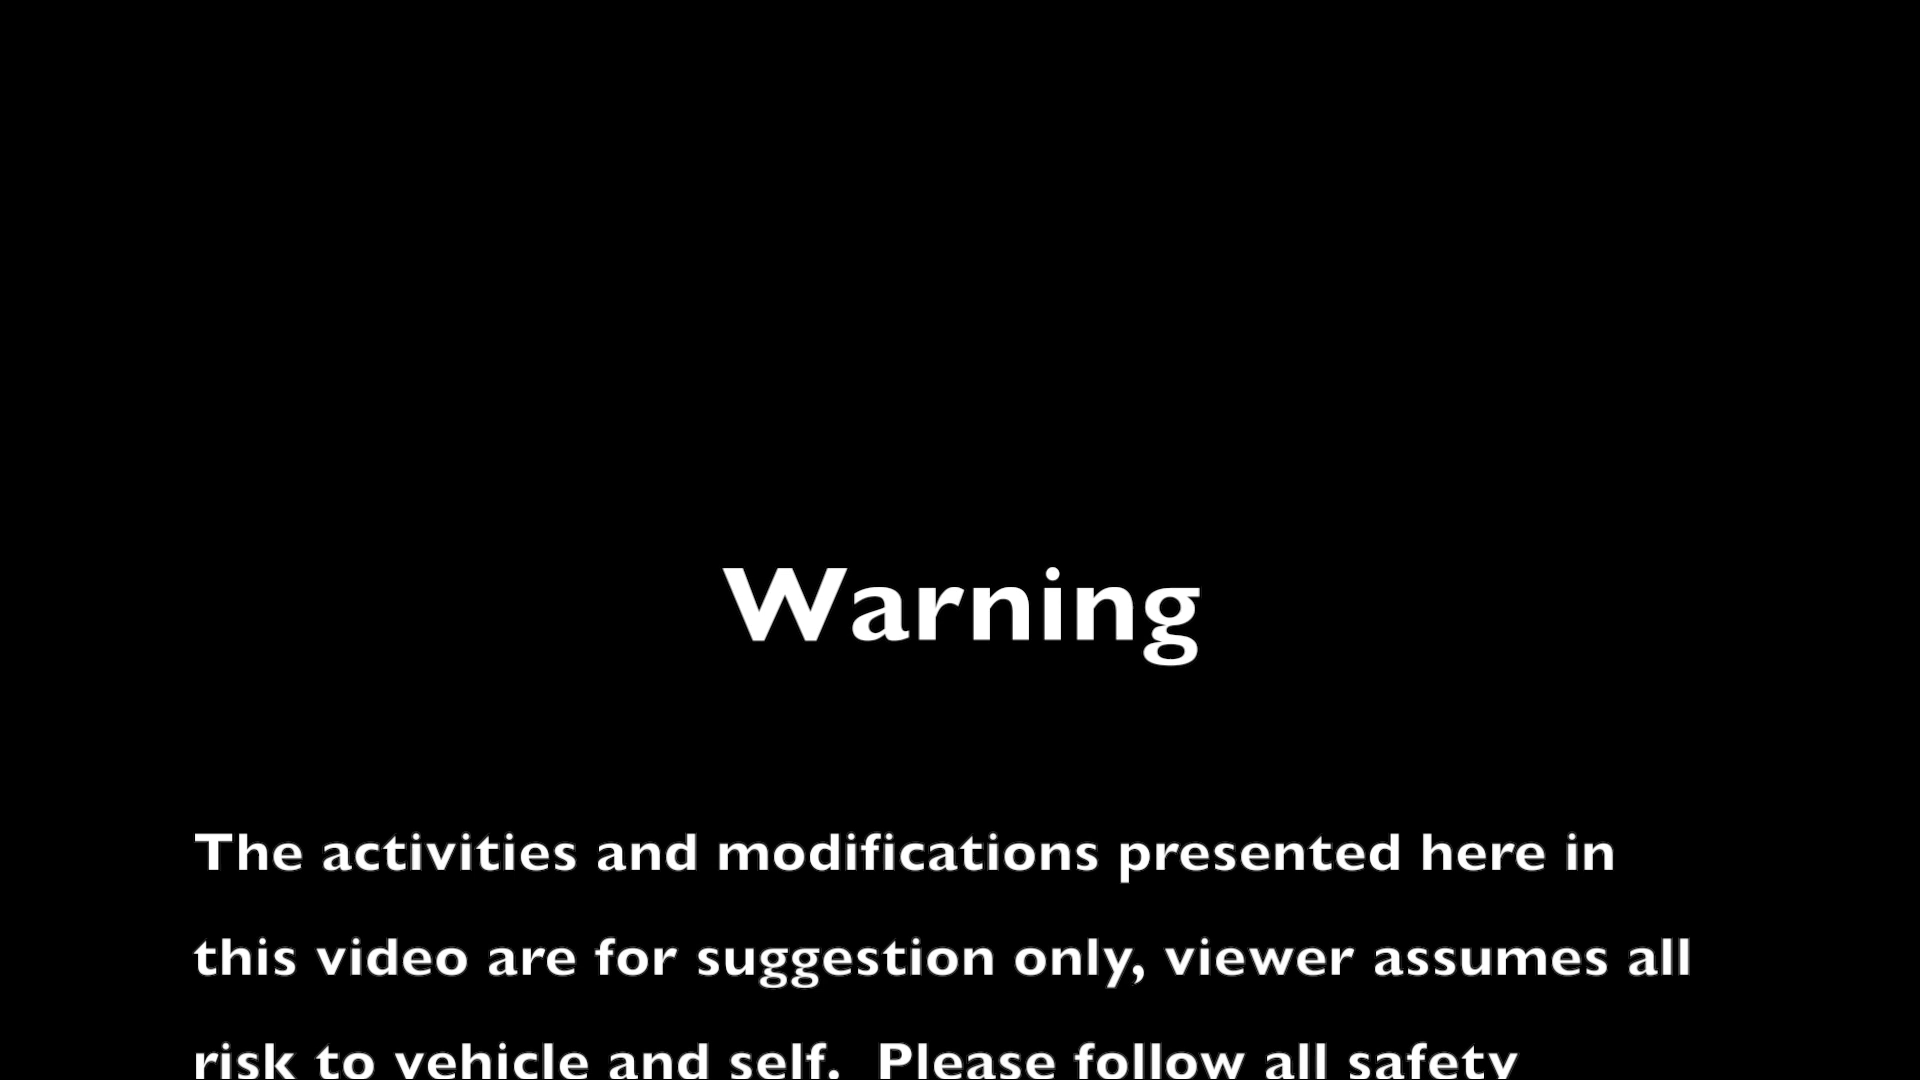 Warning
The activities and modifications presented here in
this video are for suggestion only, viewer assumes all
risk to vehicle and self.  Please follow all safety